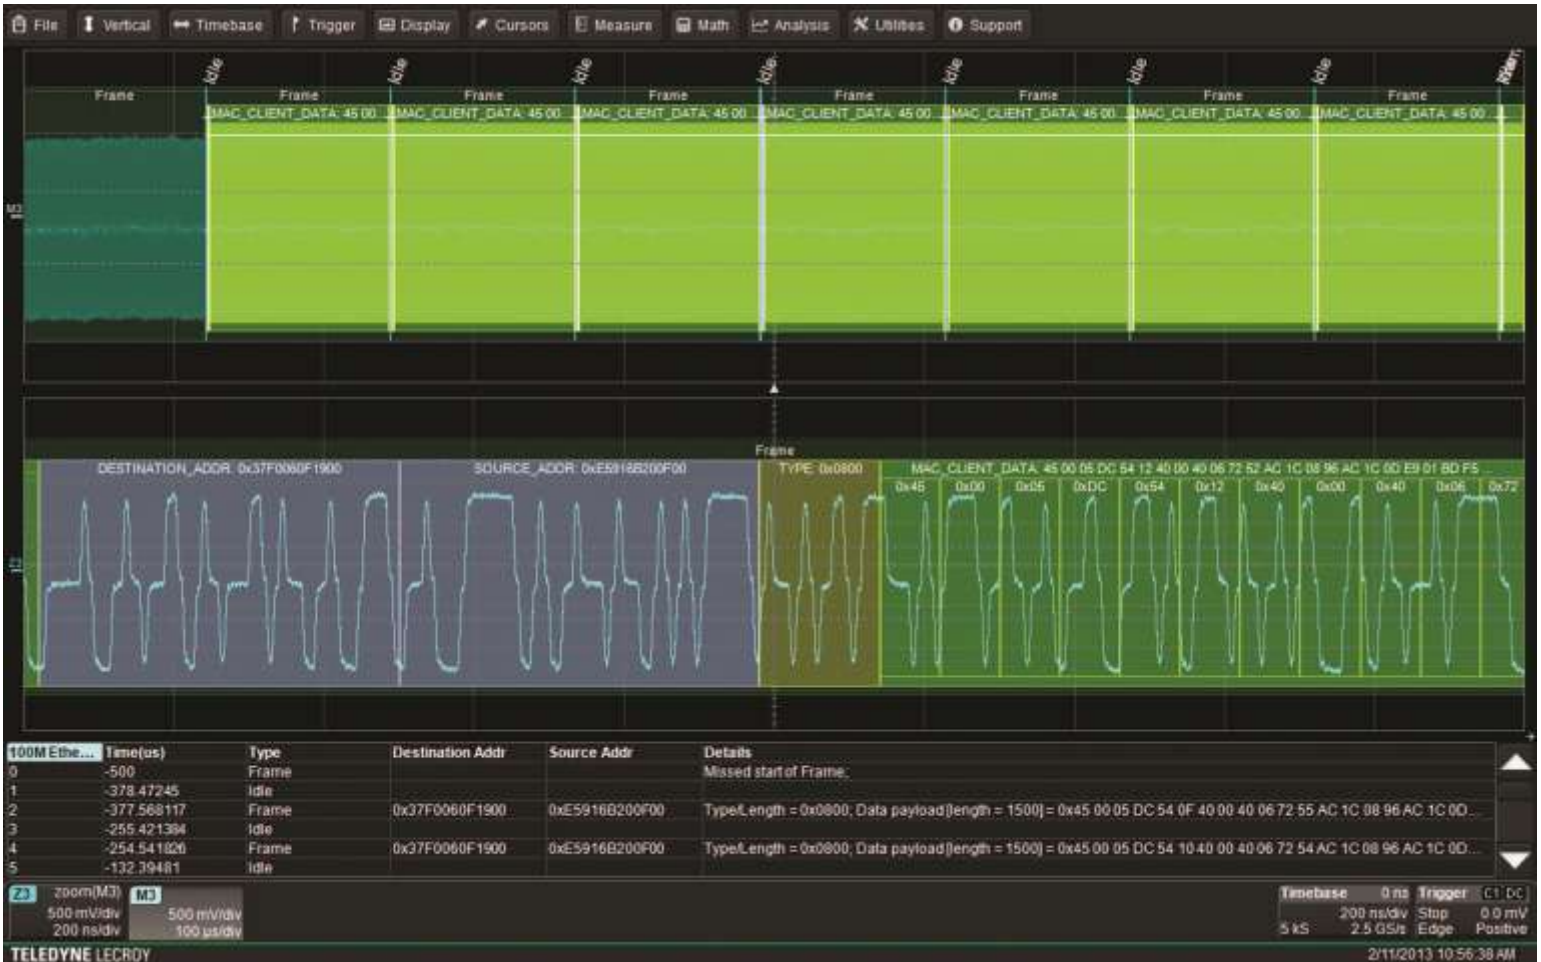 File Vertical Timebase Trigger Display Cursors Measure Math Analysis Utilities Support
Idle Idle Idle Idle Idle Idle Idle
Frame Frame Frame Frame Frame Frame Frame Frame
MAC_CLIENT_DATA: 45 00 ... MAC_CLIENT_DATA: 45 00 ... MAC_CLIENT_DATA: 45 00 ... MAC_CLIENT_DATA: 45 00 ... MAC_CLIENT_DATA: 45 00 ... MAC_CLIENT_DATA: 45 00 ... MAC_CLIENT_DATA: 45 00 ...
M3
Frame
DESTINATION_ADDR: 0x37F0060F1900 SOURCE_ADDR: 0xE5916B200F00 TYPE: 0x0800 MAC_CLIENT_DATA: 45 00 05 DC 54 12 40 00 40 06 72 52 AC 1C 08 96 AC 1C 0D E9 01 BD F5 ...
0x45 0x00 0x05 0xDC 0x54 0x12 0x40 0x00 0x40 0x06 0x72
Z3
100M Ethe... Time(us) Type Destination Addr Source Addr Details
0 -500 Frame Missed start of Frame;
1 -378.47245 Idle
2 -377.568117 Frame 0x37F0060F1900 0xE5916B200F00 Type/Length = 0x0800; Data payload[length = 1500] = 0x45 00 05 DC 54 0F 40 00 40 06 72 55 AC 1C 08 96 AC 1C 0D...
3 -255.421384 Idle
4 -254.541826 Frame 0x37F0060F1900 0xE5916B200F00 Type/Length = 0x0800; Data payload[length = 1500] = 0x45 00 05 DC 54 10 40 00 40 06 72 54 AC 1C 08 96 AC 1C 0D...
5 -132.39481 Idle
Z3 zoom(M3) M3
500 mV/div 500 mV/div
200 ns/div 100 µs/div
Timebase 0 ns Trigger C1 DC
200 ns/div Stop 0.0 mV
5 kS 2.5 GS/s Edge Positive
TELEDYNE LECROY 2/11/2013 10:56:38 AM